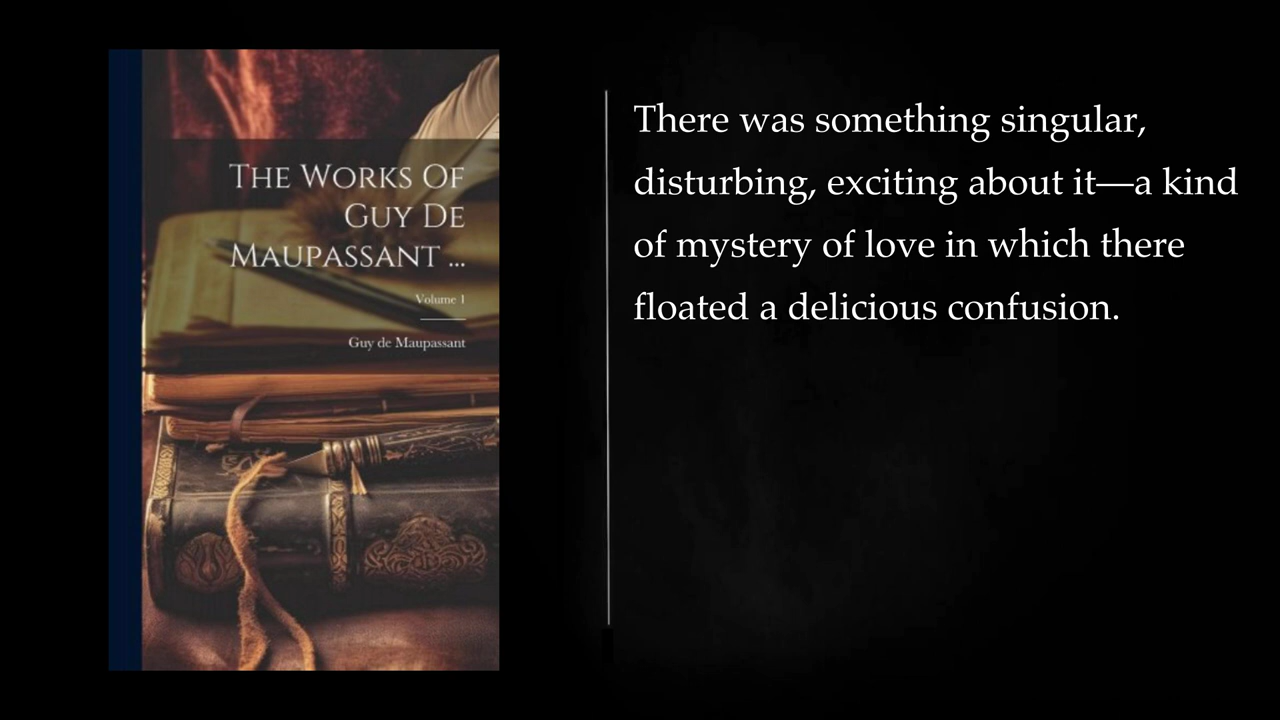 The Works Of
Guy De
Maupassant ...
Volume 1
Guy de Maupassant
There was something singular,
disturbing, exciting about it—a kind
of mystery of love in which there
floated a delicious confusion.